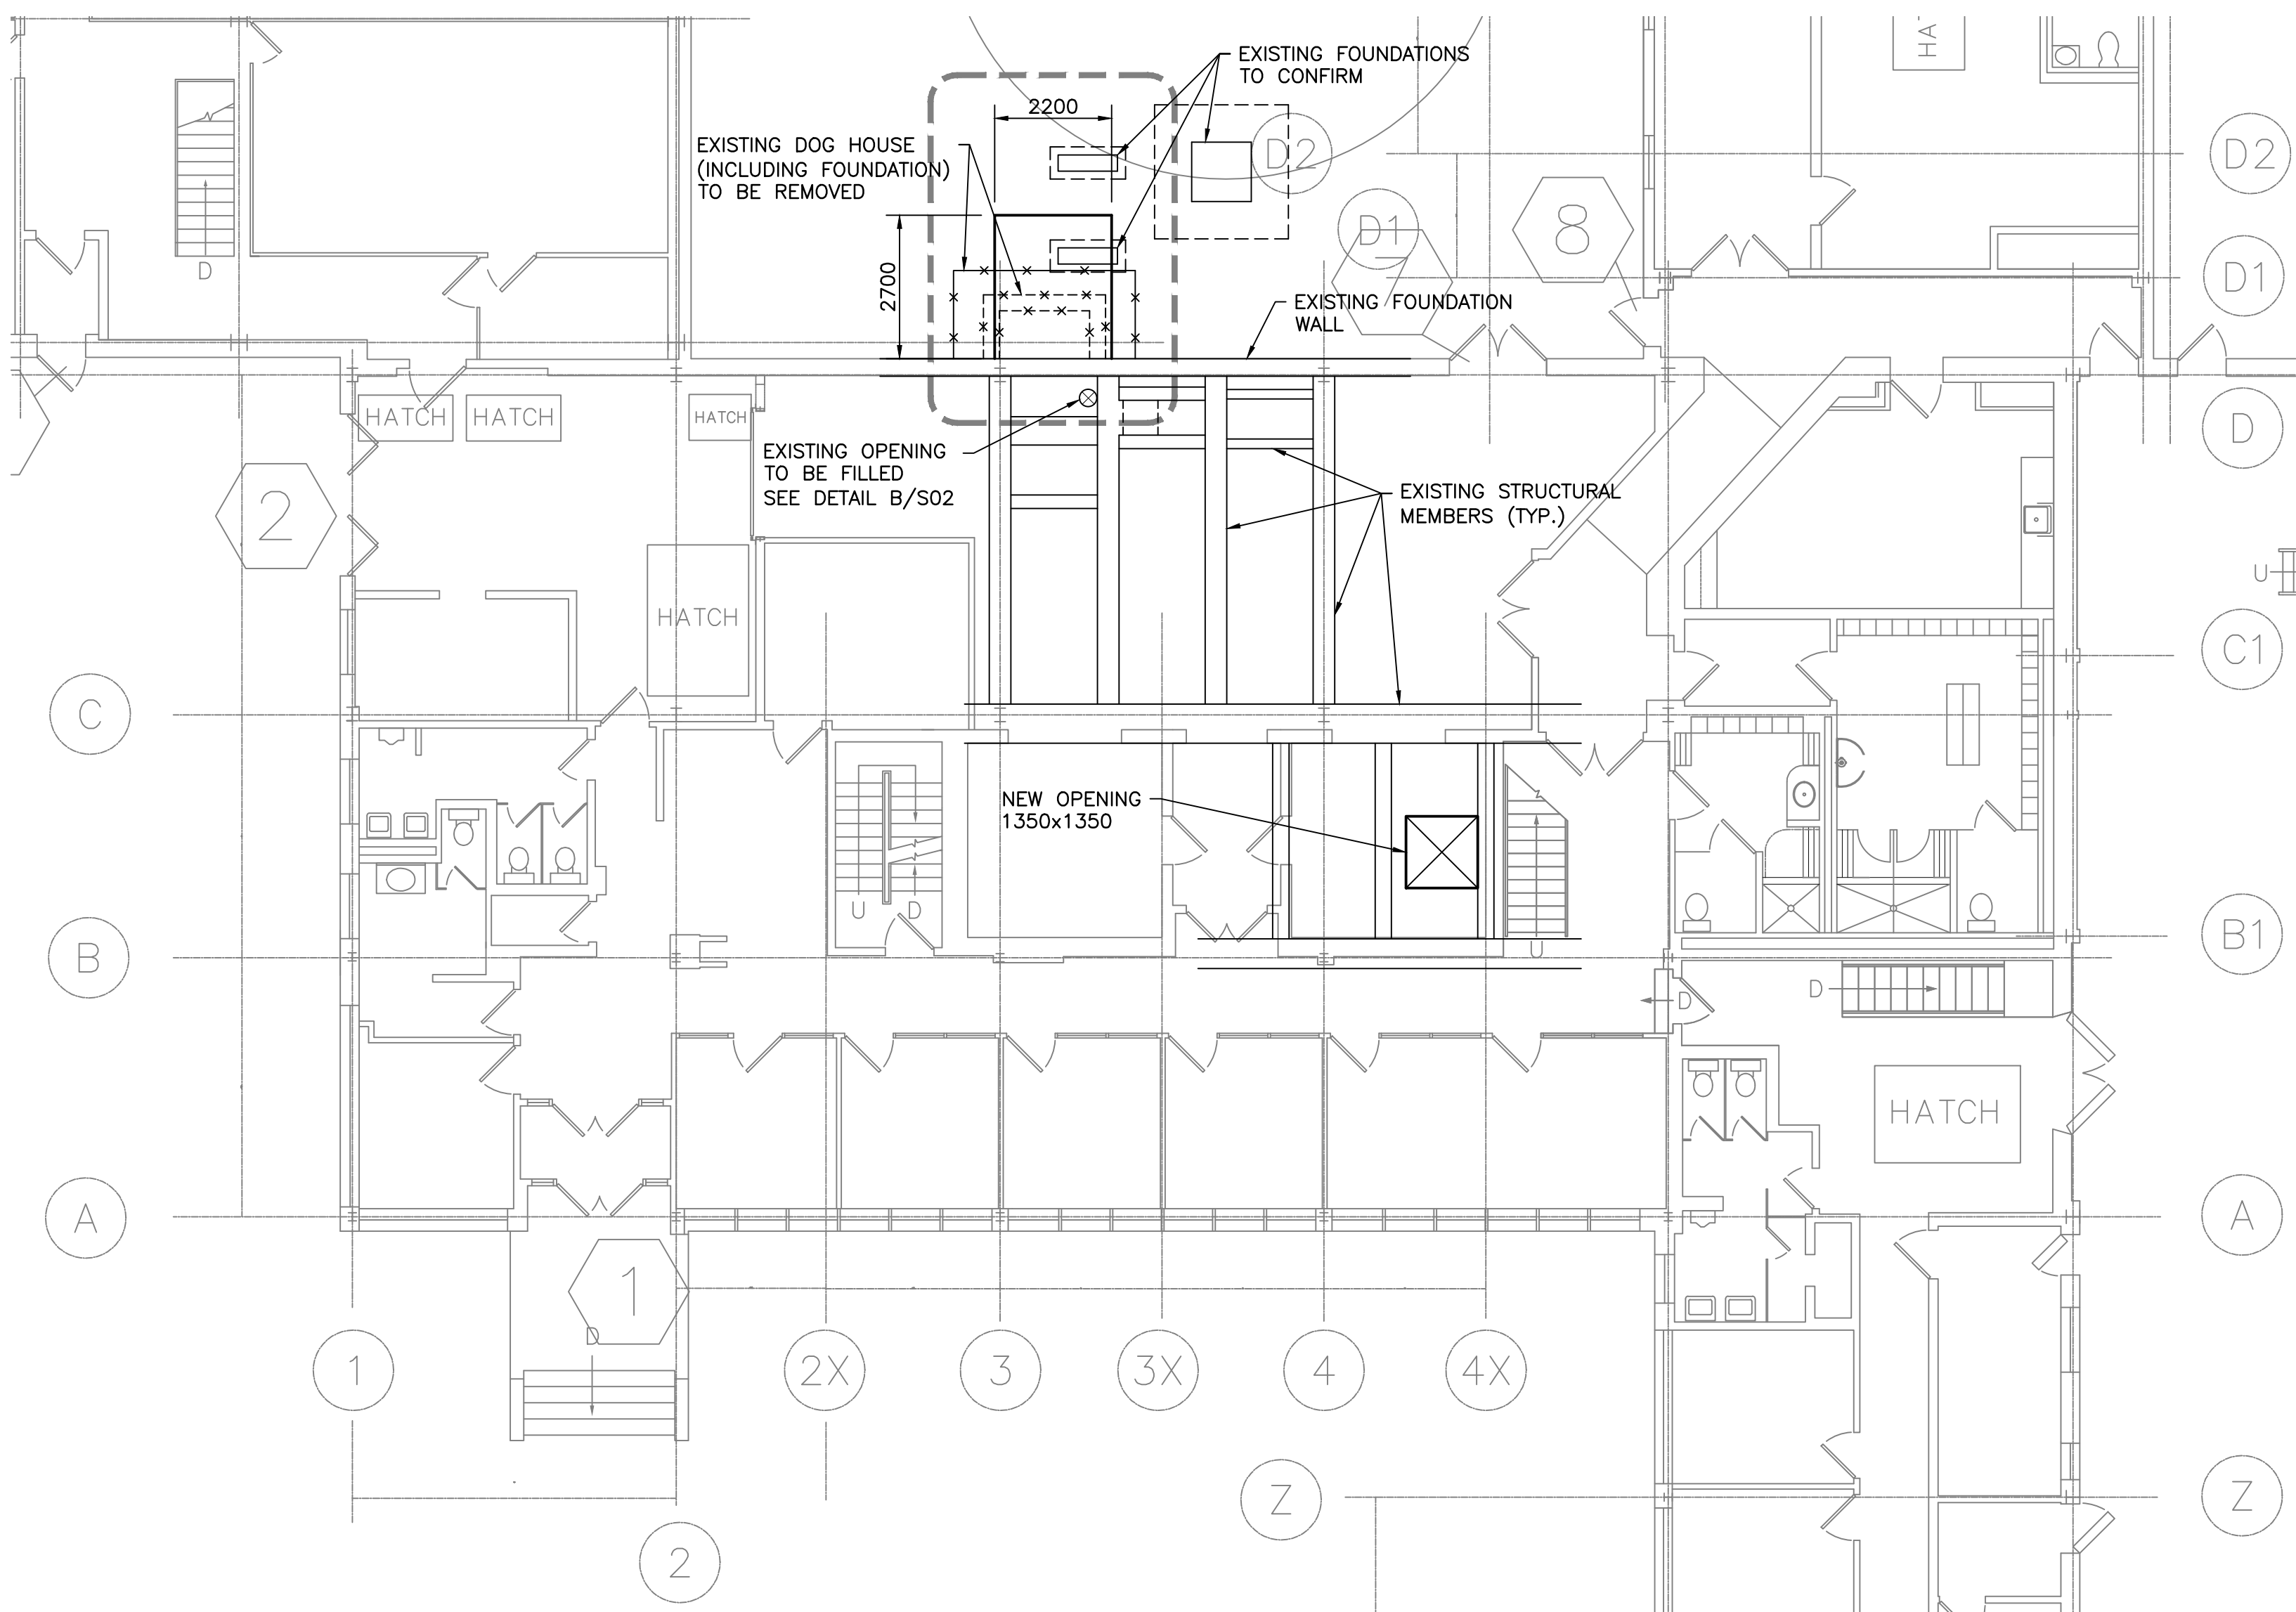 HA
EXISTING FOUNDATIONS
TO CONFIRM
2200
EXISTING DOG HOUSE
(INCLUDING FOUNDATION)
TO BE REMOVED
D2
D2
D1
8
7
D
2700
D1
EXISTING FOUNDATION
WALL
HATCH
HATCH
HATCH
D
EXISTING OPENING
TO BE FILLED
SEE DETAIL B/S02
EXISTING STRUCTURAL
MEMBERS (TYP.)
2
U
HATCH
C1
C
NEW OPENING
1350x1350
U
D
B
U
B1
D
D
HATCH
A
A
1
D
1
2X
3
3X
4
4X
Z
Z
2